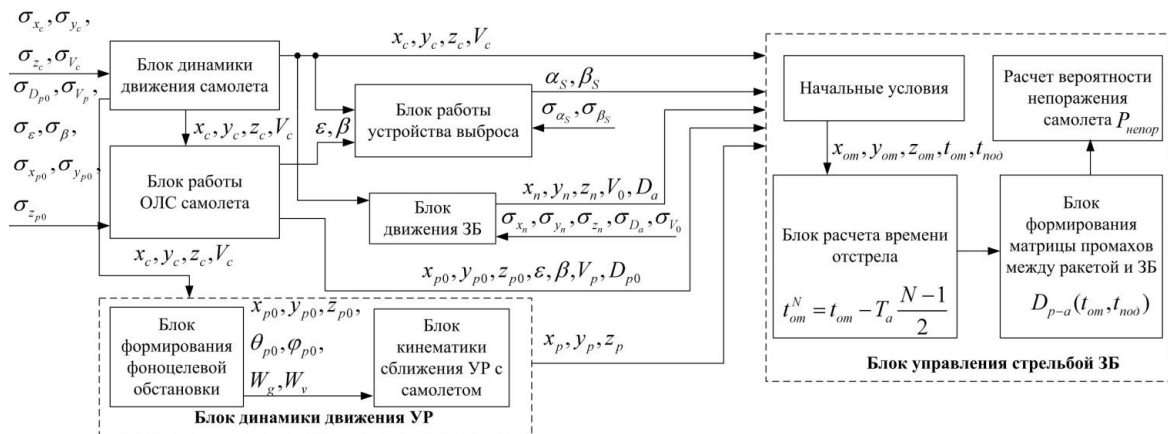 σ_{x_c}, σ_{y_c},
σ_{z_c}, σ_{V_c}
σ_{D_{p0}}, σ_{V_p},
σ_ε, σ_β,
σ_{x_{p0}}, σ_{y_{p0}},
σ_{z_{p0}}
Блок динамики
движения самолета
x_c, y_c, z_c, V_c
Блок работы
ОЛС самолета
x_c, y_c, z_c, V_c
x_c, y_c, z_c, V_c
ε, β
Блок работы
устройства выброса
α_S, β_S
σ_{α_S}, σ_{β_S}
Блок
движения ЗБ
x_n, y_n, z_n, V_0, D_a
σ_{x_n}, σ_{y_n}, σ_{z_n}, σ_{D_a}, σ_{V_0}
x_{p0}, y_{p0}, z_{p0}, ε, β, V_p, D_{p0}
Блок
формирования
фоноцелевой
обстановки
x_{p0}, y_{p0}, z_{p0},
θ_{p0}, φ_{p0},
W_g, W_v
Блок
кинематики
сближения УР с
самолетом
x_p, y_p, z_p
Блок динамики движения УР
Начальные условия
x_{om}, y_{om}, z_{om}, t_{om}, t_{под}
Блок расчета времени
отстрела
t_{om}^N = t_{om} − T_a \frac{N−1}{2}
Расчет вероятности
непоражения
самолета P_{непор}
Блок
формирования
матрицы промахов
между ракетой и ЗБ
D_{p−a}(t_{om}, t_{под})
Блок управления стрельбой ЗБ